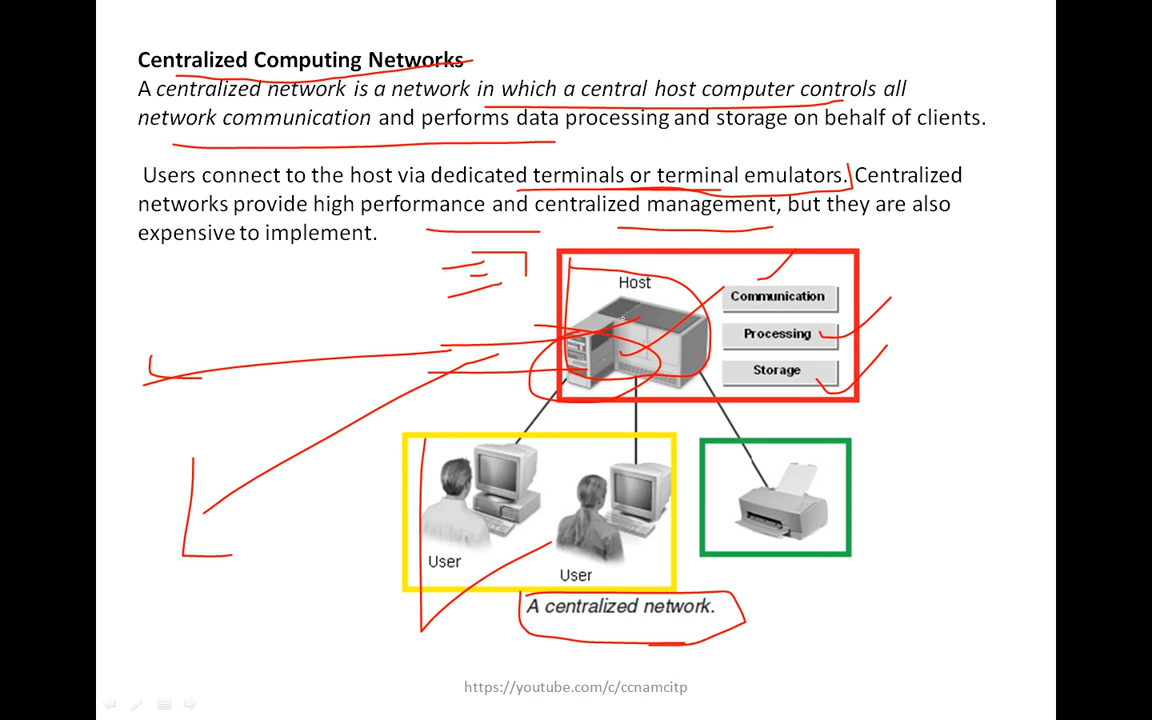 Centralized Computing Networks
A centralized network is a network in which a central host computer controls all
network communication and performs data processing and storage on behalf of clients.
Users connect to the host via dedicated terminals or terminal emulators. Centralized
networks provide high performance and centralized management, but they are also
expensive to implement.
Host
Communication
Processing
Storage
User
User
A centralized network.
https://youtube.com/c/ccnamcitp